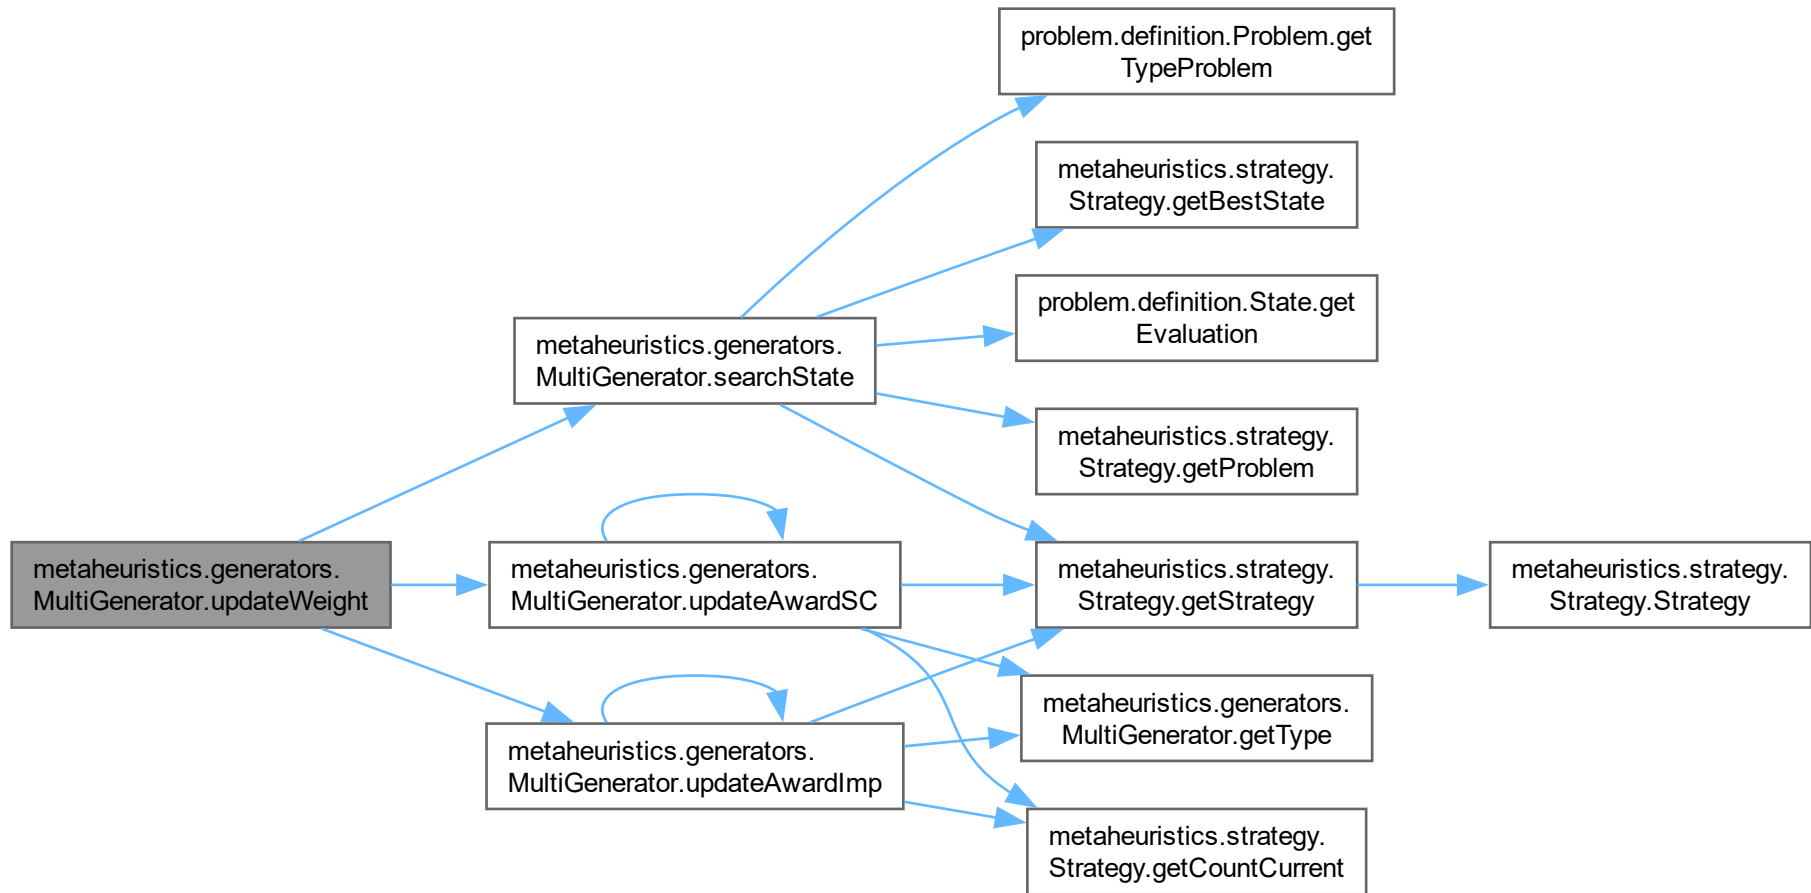 problem.definition.Problem.get
TypeProblem
metaheuristics.strategy.
Strategy.getBestState
problem.definition.State.get
Evaluation
metaheuristics.generators.
MultiGenerator.searchState
metaheuristics.strategy.
Strategy.getProblem
metaheuristics.generators.
MultiGenerator.updateWeight
metaheuristics.generators.
MultiGenerator.updateAwardSC
metaheuristics.strategy.
Strategy.getStrategy
metaheuristics.strategy.
Strategy.Strategy
metaheuristics.generators.
MultiGenerator.getType
metaheuristics.generators.
MultiGenerator.updateAwardImp
metaheuristics.strategy.
Strategy.getCountCurrent